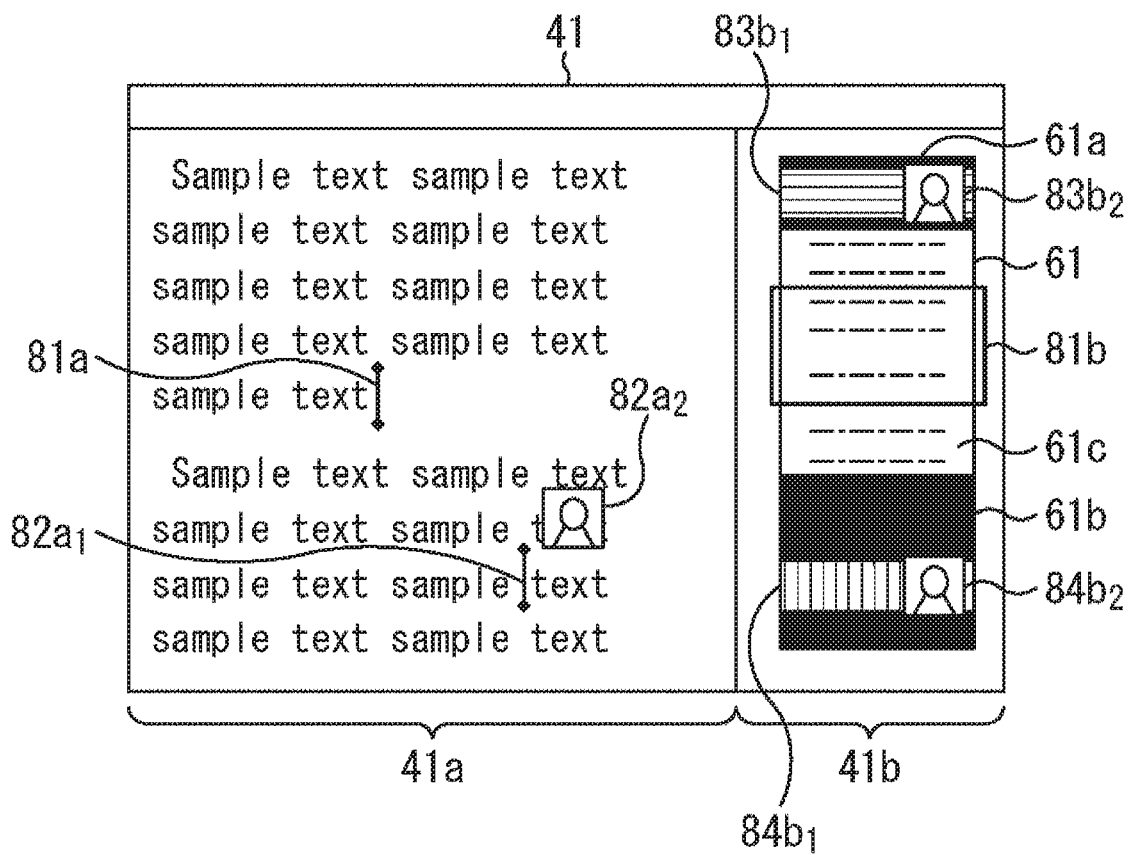 41
83b₁
61a
83b₂
61
81b
61c
61b
84b₂
Sample text sample text
sample text sample text
sample text sample text
sample text sample text
sample text
81a
82a₂
Sample text sample text
sample text sample t
sample text sample text
sample text sample text
82a₁
41a
41b
84b₁